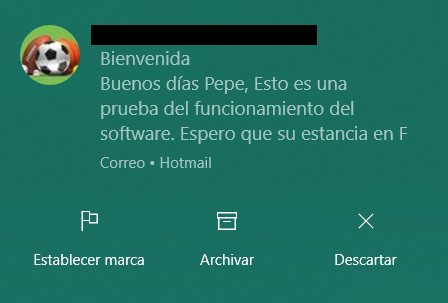 Bienvenida
Buenos días Pepe, Esto es una
prueba del funcionamiento del
software. Espero que su estancia en F
Correo • Hotmail
Establecer marca
Archivar
Descartar